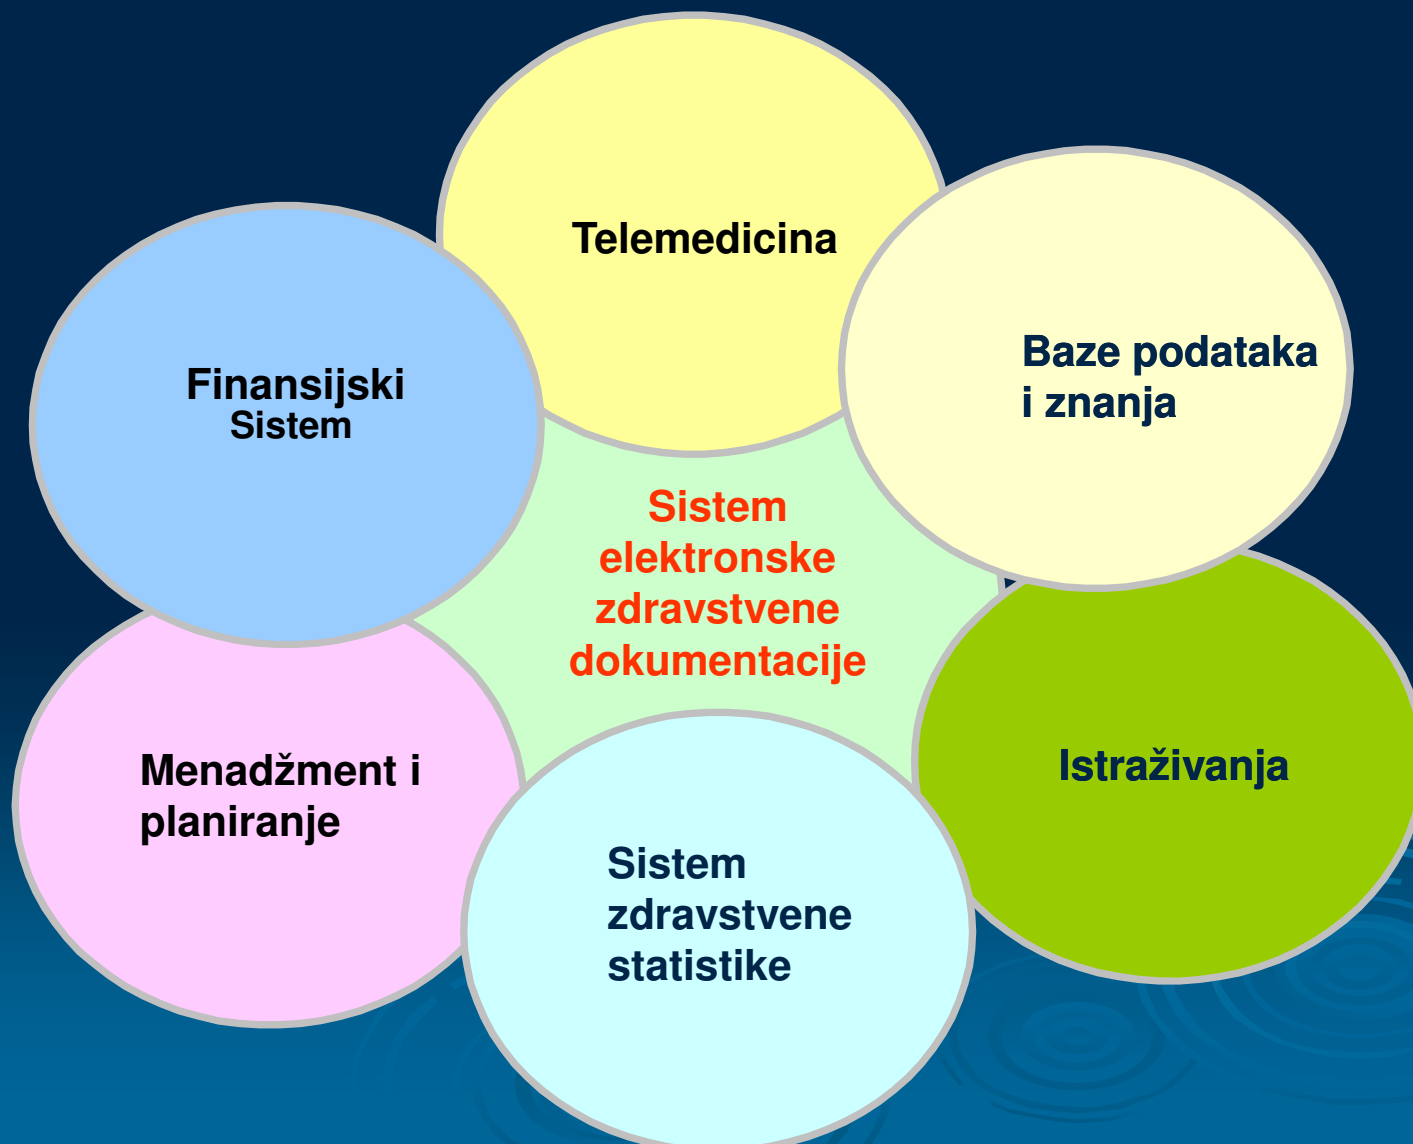 Telemedicina
Baze podataka
i znanja
Finansijski
Sistem
Sistem
elektronske
zdravstvene
dokumentacije
Menadžment i
planiranje
Istraživanja
Sistem
zdravstvene
statistike